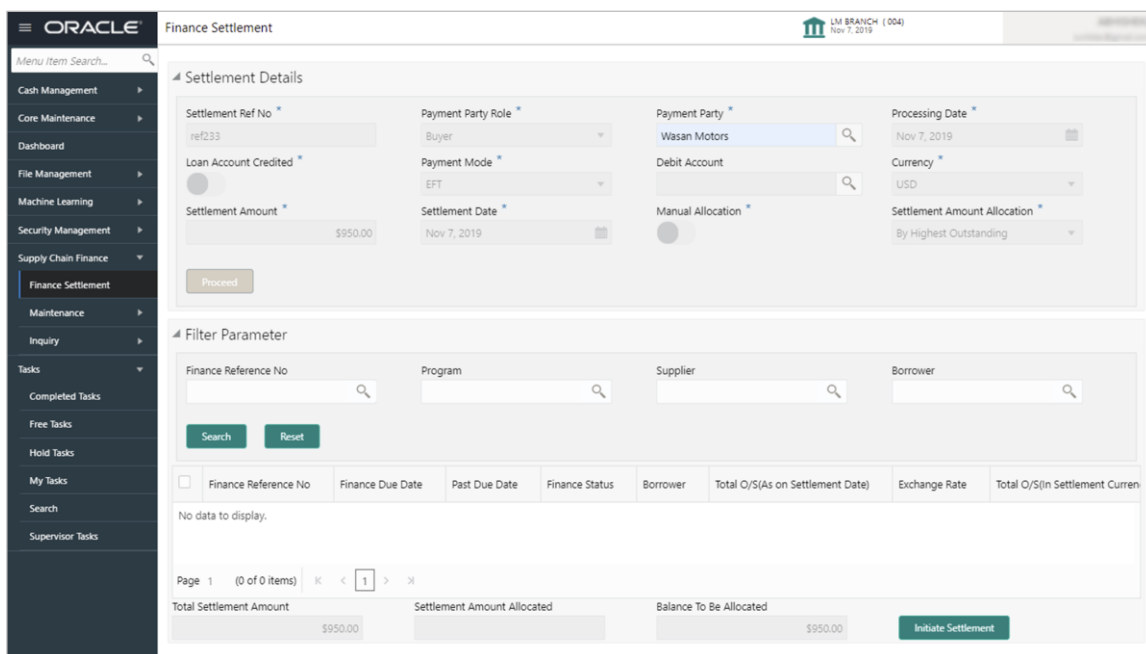 ORACLE
Finance Settlement
LM BRANCH ( 004)
Nov 7, 2019
Menu Item Search...
Cash Management
Core Maintenance
Dashboard
File Management
Machine Learning
Security Management
Supply Chain Finance
Finance Settlement
Maintenance
Inquiry
Tasks
Completed Tasks
Free Tasks
Hold Tasks
My Tasks
Search
Supervisor Tasks
Settlement Details
Settlement Ref No * Payment Party Role * Payment Party * Processing Date *
ref233 Buyer Wasan Motors Nov 7, 2019
Loan Account Credited * Payment Mode * Debit Account Currency *
EFT USD
Settlement Amount * Settlement Date * Manual Allocation * Settlement Amount Allocation *
$950.00 Nov 7, 2019 By Highest Outstanding
Proceed
Filter Parameter
Finance Reference No Program Supplier Borrower
Search Reset
Finance Reference No Finance Due Date Past Due Date Finance Status Borrower Total O/S(As on Settlement Date) Exchange Rate Total O/S(In Settlement Curren
No data to display.
Page 1 (0 of 0 items) 1
Total Settlement Amount Settlement Amount Allocated Balance To Be Allocated
$950.00 $950.00 Initiate Settlement